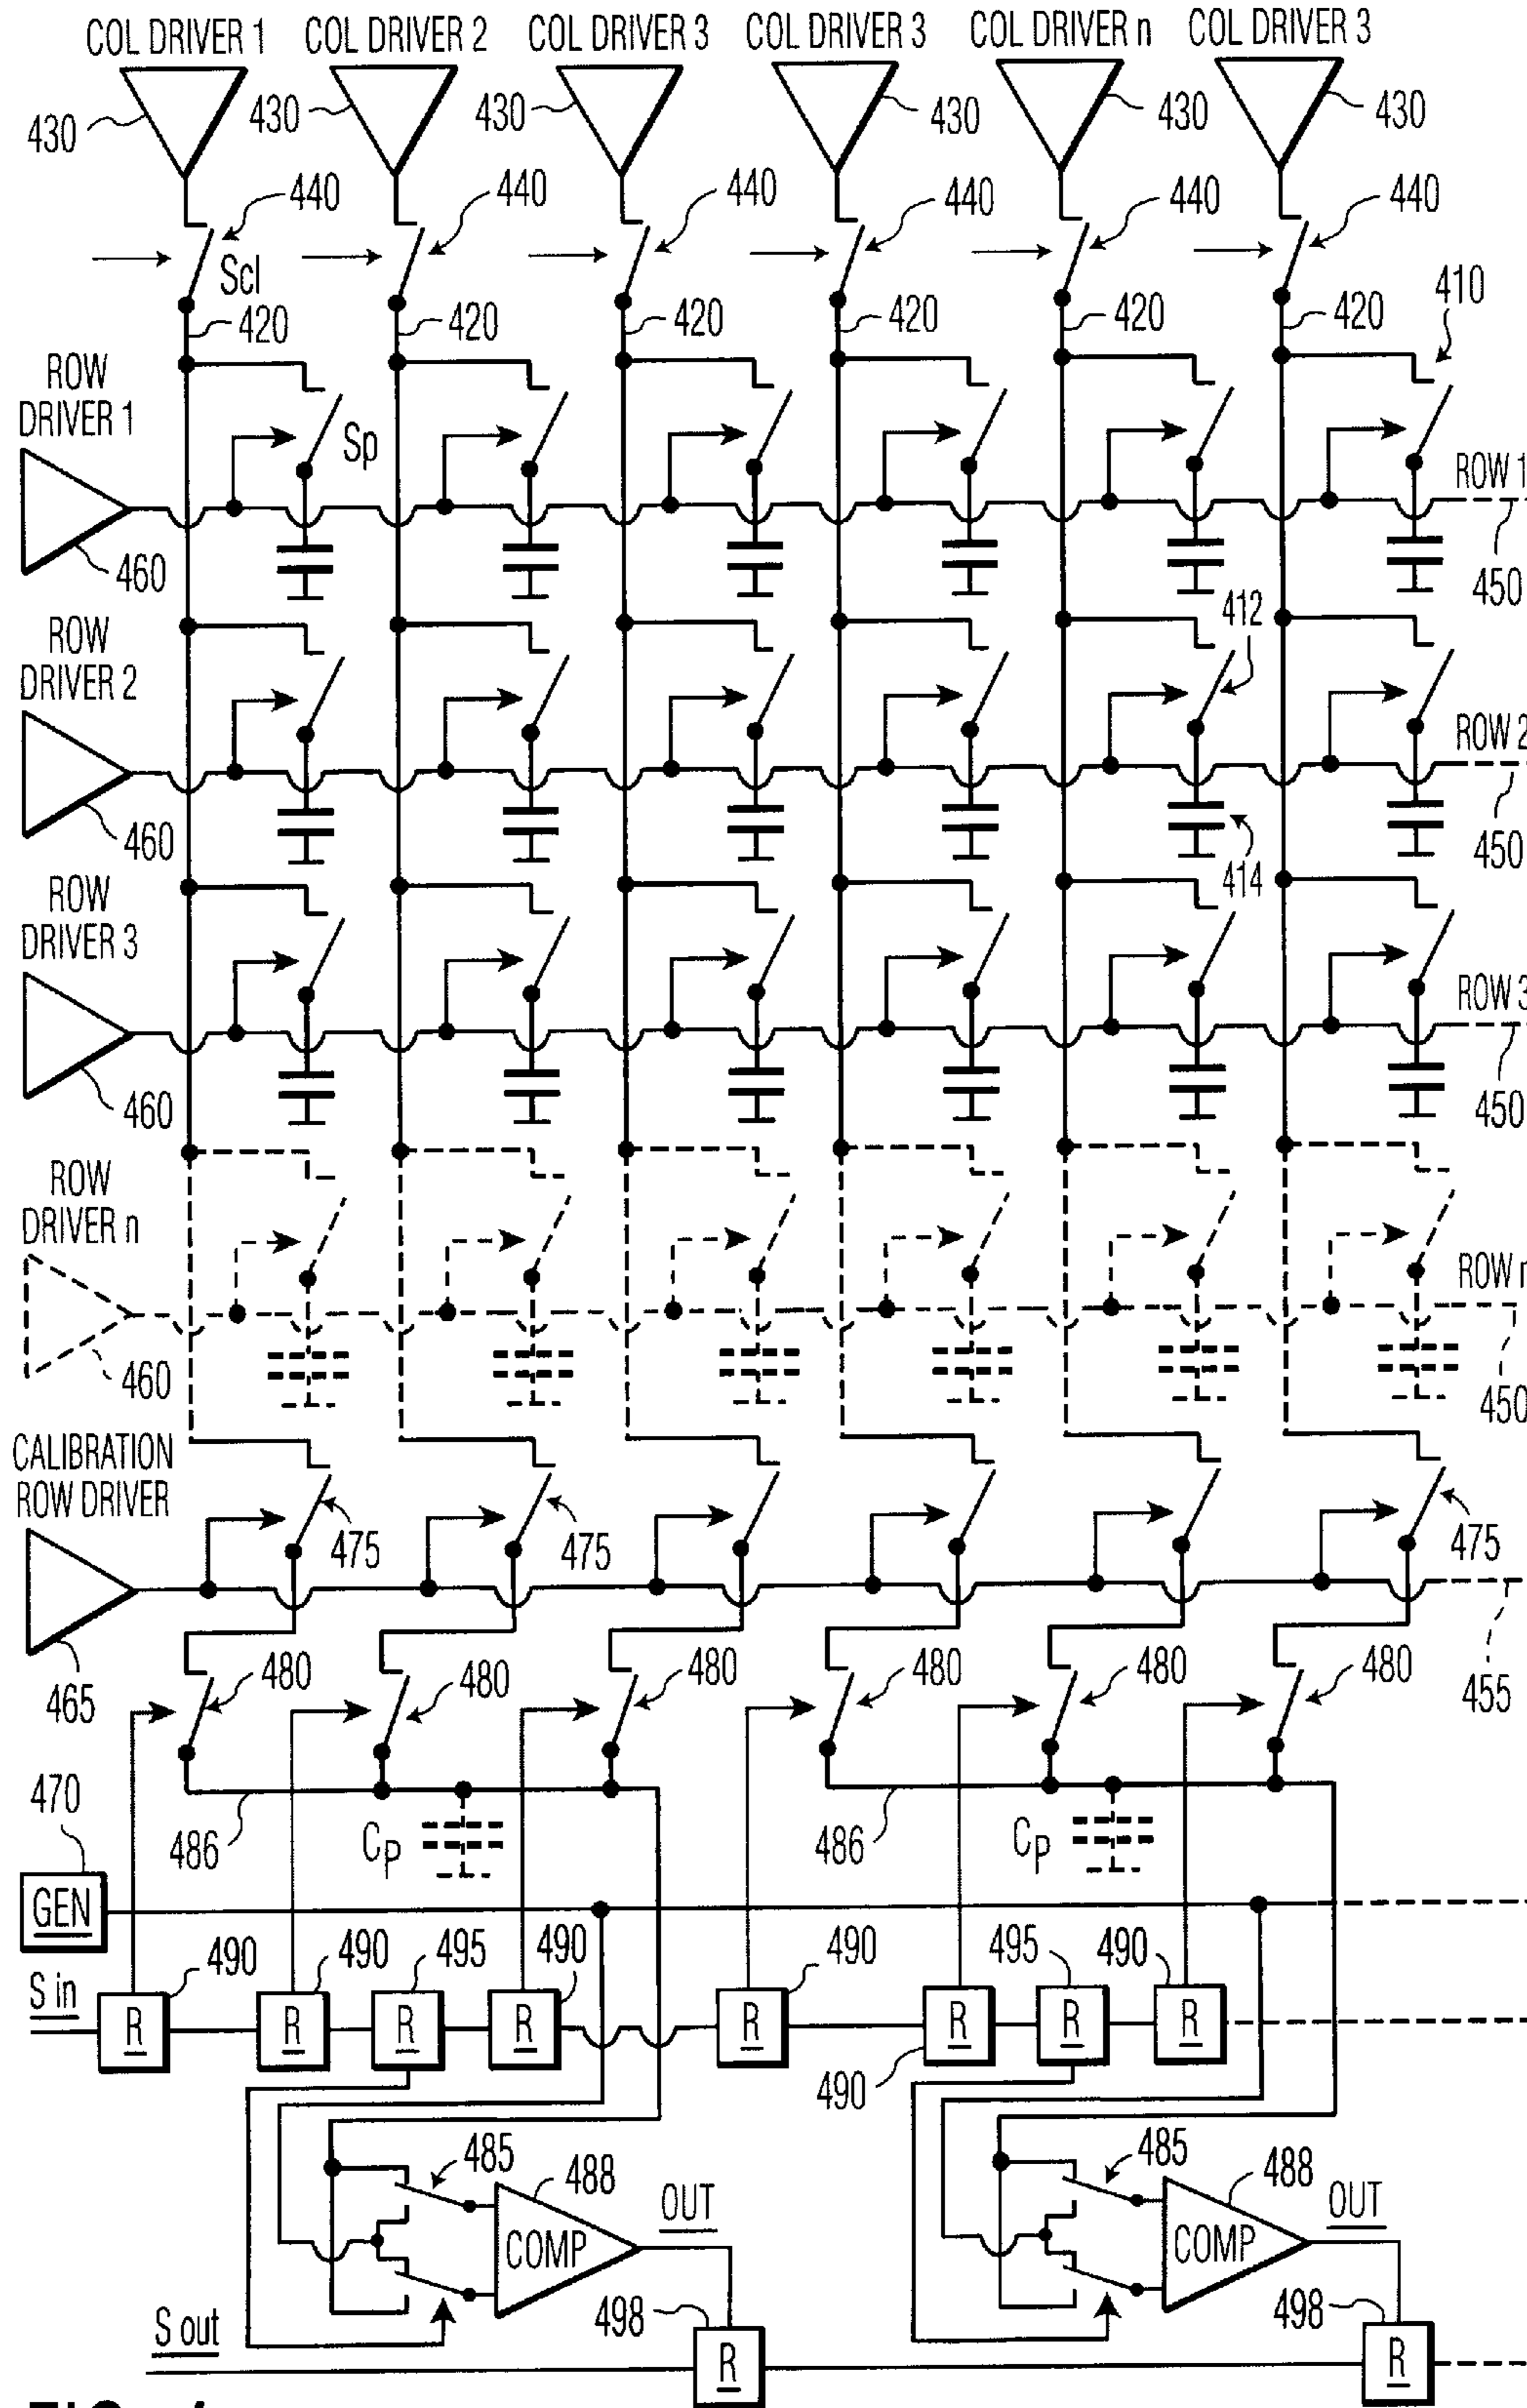 COL DRIVER 1 COL DRIVER 2 COL DRIVER 3 COL DRIVER 3 COL DRIVER n COL DRIVER 3
430 430 430 430 430 430
440 440 440 440 440 440
Scl
420 420 420 420 420 420
410
ROW
DRIVER 1
Sp
ROW 1
460
450
412
ROW
DRIVER 2
ROW 2
460
450
414
ROW
DRIVER 3
ROW 3
460
450
ROW
DRIVER n
460
450
CALIBRATION
ROW DRIVER
475 475 475
465
480 480 480 480 480 480
455
470
486 Cp 486 Cp
GEN
490 490 495 490 490 495 490
S in
R R R R R R R R
490
485 488 485 488
OUT OUT
COMP COMP
498 498
S out
R R